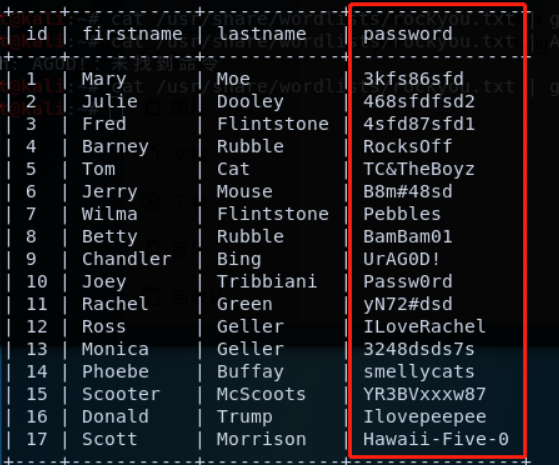 id | firstname | lastname | password
1 | Mary | Moe | 3kfs86sfd
2 | Julie | Dooley | 468sfdfsd2
3 | Fred | Flintstone | 4sfd87sfd1
4 | Barney | Rubble | RocksOff
5 | Tom | Cat | TC&TheBoyz
6 | Jerry | Mouse | B8m#48sd
7 | Wilma | Flintstone | Pebbles
8 | Betty | Rubble | BamBam01
9 | Chandler | Bing | UrAG0D!
10 | Joey | Tribbiani | Passw0rd
11 | Rachel | Green | yN72#dsd
12 | Ross | Geller | ILoveRachel
13 | Monica | Geller | 3248dsds7s
14 | Phoebe | Buffay | smellycats
15 | Scooter | McScoots | YR3BVxxxw87
16 | Donald | Trump | Ilovepeepee
17 | Scott | Morrison | Hawaii-Five-0